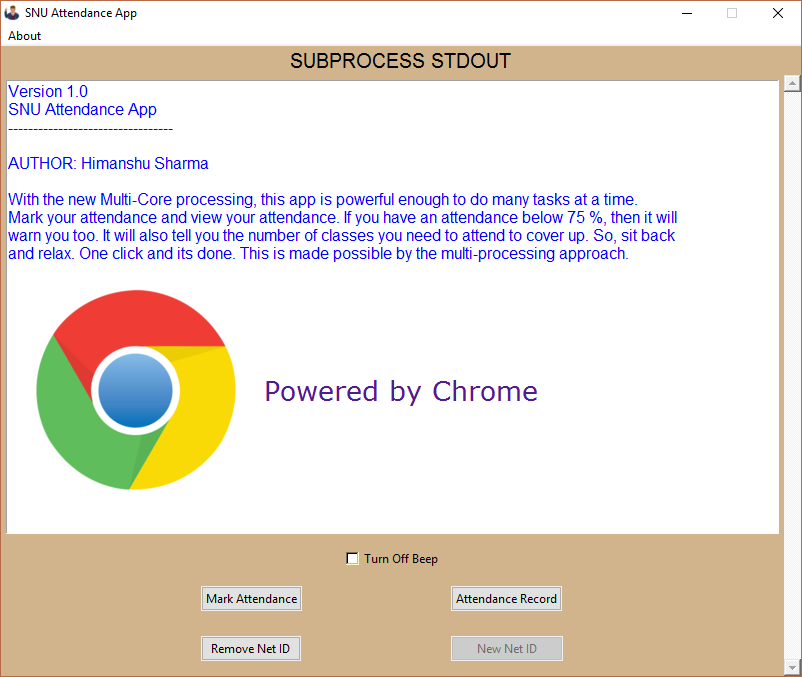 SNU Attendance App
About
SUBPROCESS STDOUT
Version 1.0
SNU Attendance App
---------------------------------
AUTHOR: Himanshu Sharma
With the new Multi-Core processing, this app is powerful enough to do many tasks at a time.
Mark your attendance and view your attendance. If you have an attendance below 75 %, then it will
warn you too. It will also tell you the number of classes you need to attend to cover up. So, sit back
and relax. One click and its done. This is made possible by the multi-processing approach.
Powered by Chrome
Turn Off Beep
Mark Attendance
Attendance Record
Remove Net ID
New Net ID